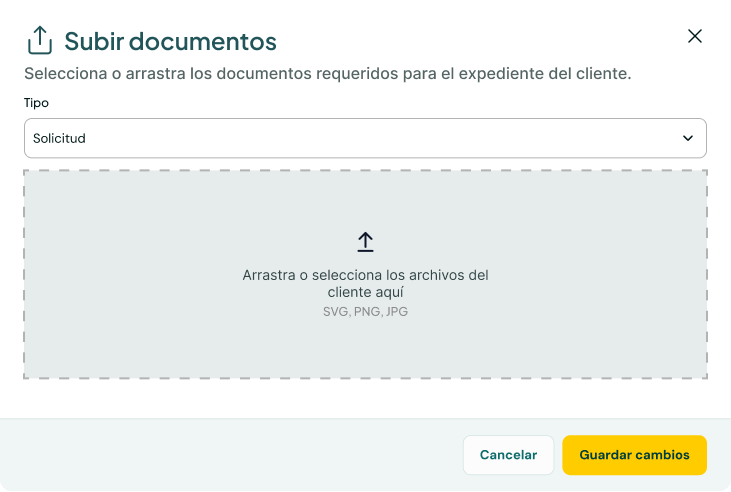 Subir documentos
Selecciona o arrastra los documentos requeridos para el expediente del cliente.
Tipo
Solicitud
Arrastra o selecciona los archivos del
cliente aquí
SVG, PNG, JPG
Cancelar
Guardar cambios